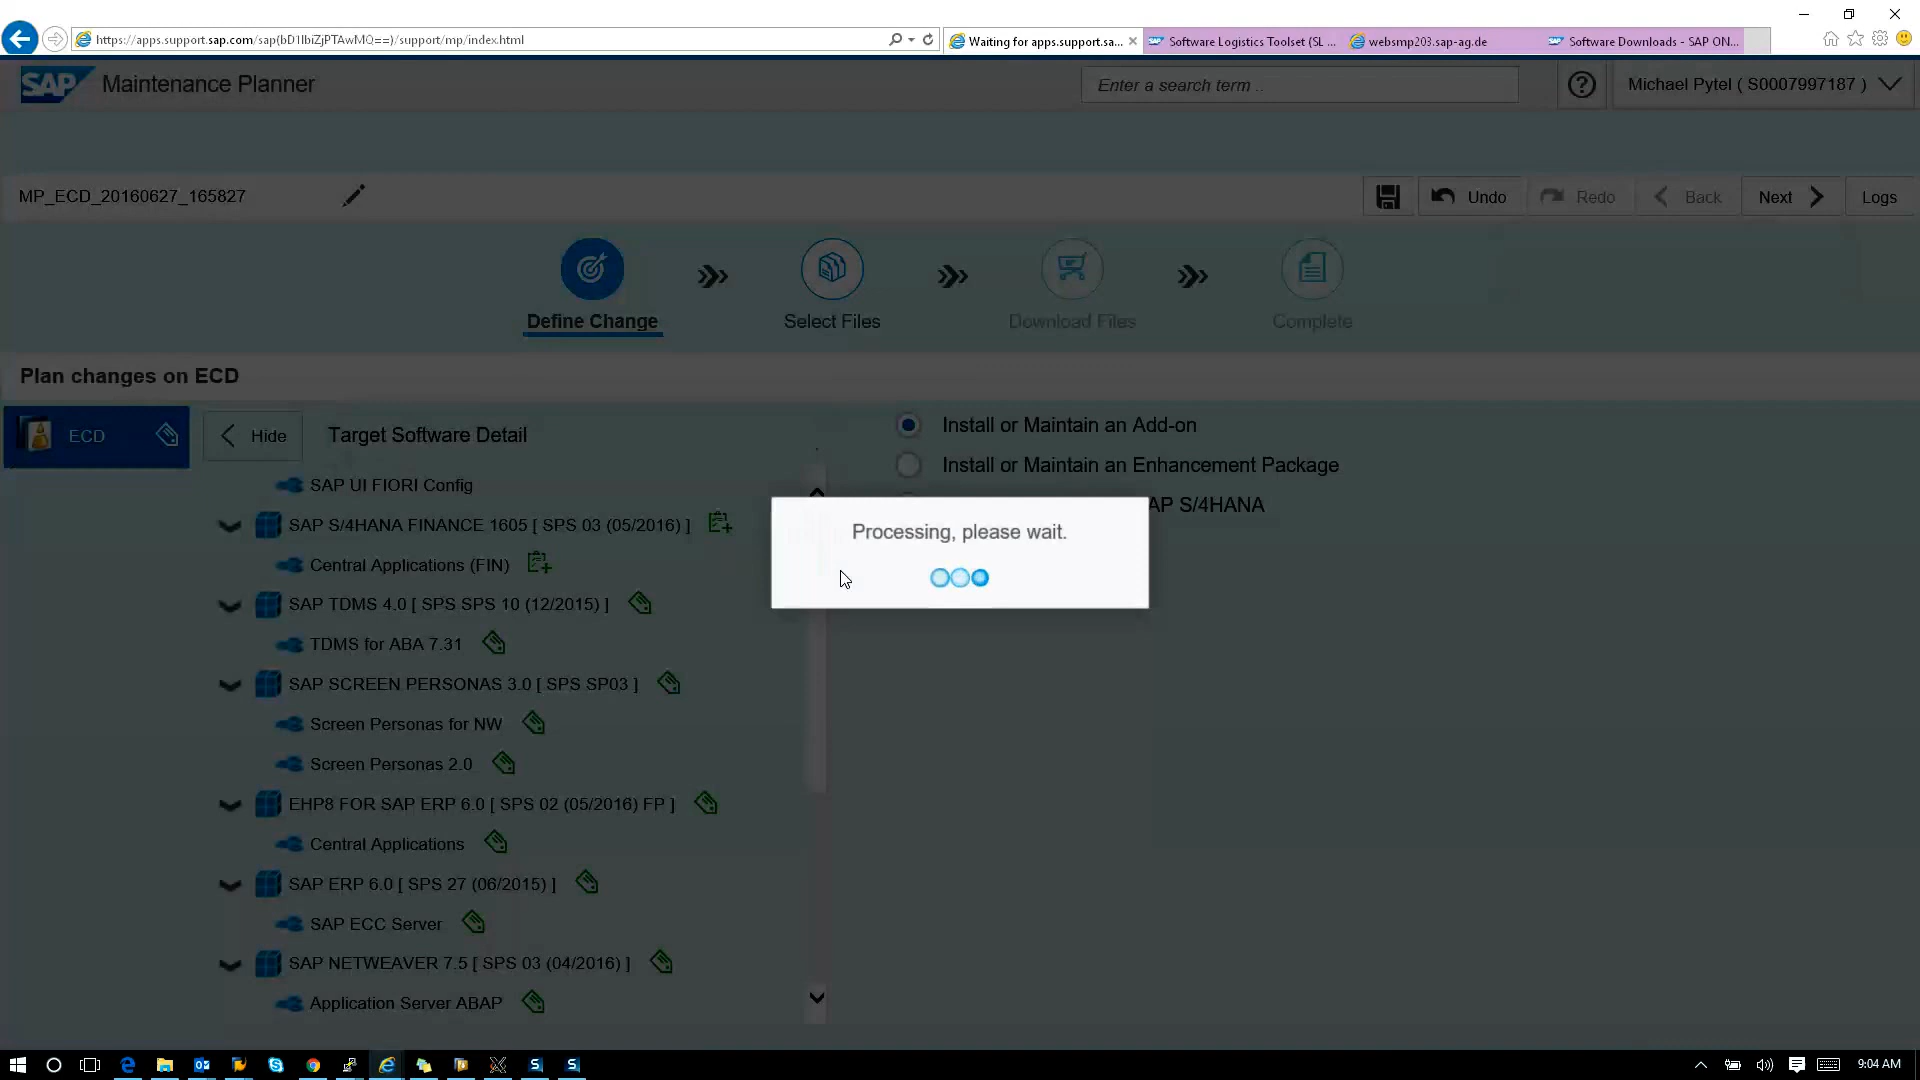 https://apps.support.sap.com/sap(bD1lbiZjPTAwMQ==)/support/mp/index.html
Waiting for apps.support.sa...
Software Logistics Toolset (SL ...
websmp203.sap-ag.de
Software Downloads - SAP ON...
SAP
Maintenance Planner
Enter a search term ..
Michael Pytel ( S0007997187 )
MP_ECD_20160627_165827
Undo
Redo
Back
Next
Logs
Define Change
Select Files
Download Files
Complete
Plan changes on ECD
ECD
Hide
Target Software Detail
Install or Maintain an Add-on
Install or Maintain an Enhancement Package
AP S/4HANA
Processing, please wait.
SAP UI FIORI Config
SAP S/4HANA FINANCE 1605 [ SPS 03 (05/2016) ]
Central Applications (FIN)
SAP TDMS 4.0 [ SPS SPS 10 (12/2015) ]
TDMS for ABA 7.31
SAP SCREEN PERSONAS 3.0 [ SPS SP03 ]
Screen Personas for NW
Screen Personas 2.0
EHP8 FOR SAP ERP 6.0 [ SPS 02 (05/2016) FP ]
Central Applications
SAP ERP 6.0 [ SPS 27 (06/2015) ]
SAP ECC Server
SAP NETWEAVER 7.5 [ SPS 03 (04/2016) ]
Application Server ABAP
9:04 AM